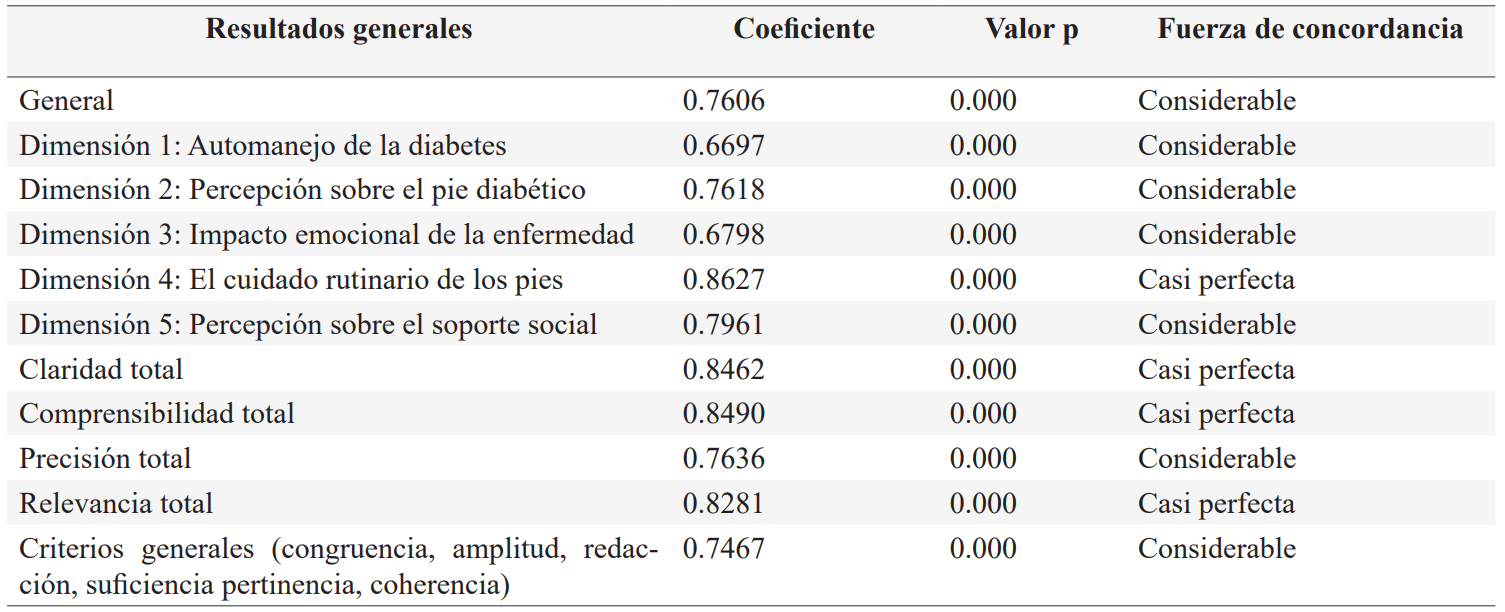 Resultados generales Coeficiente Valor p Fuerza de concordancia
General 0.7606 0.000 Considerable
Dimensión 1: Automanejo de la diabetes 0.6697 0.000 Considerable
Dimensión 2: Percepción sobre el pie diabético 0.7618 0.000 Considerable
Dimensión 3: Impacto emocional de la enfermedad 0.6798 0.000 Considerable
Dimensión 4: El cuidado rutinario de los pies 0.8627 0.000 Casi perfecta
Dimensión 5: Percepción sobre el soporte social 0.7961 0.000 Considerable
Claridad total 0.8462 0.000 Casi perfecta
Comprensibilidad total 0.8490 0.000 Casi perfecta
Precisión total 0.7636 0.000 Considerable
Relevancia total 0.8281 0.000 Casi perfecta
Criterios generales (congruencia, amplitud, redac- 0.7467 0.000 Considerable
ción, suficiencia pertinencia, coherencia)